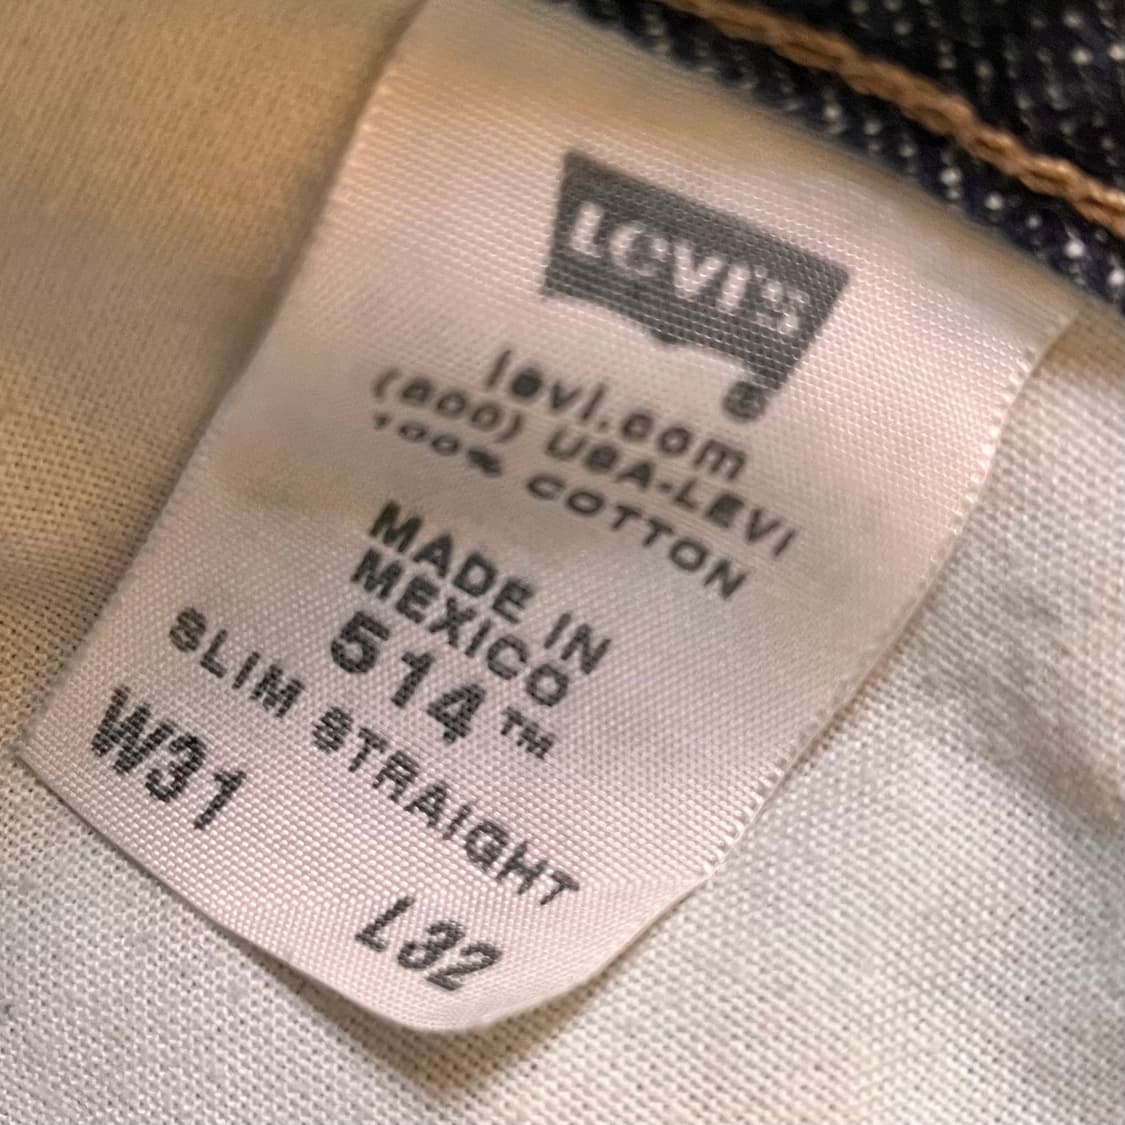 LEVI'S
®
levi.com
(800) USA-LEVI
100% COTTON
MADE IN
MEXICO
514™
SLIM STRAIGHT
W31 L32